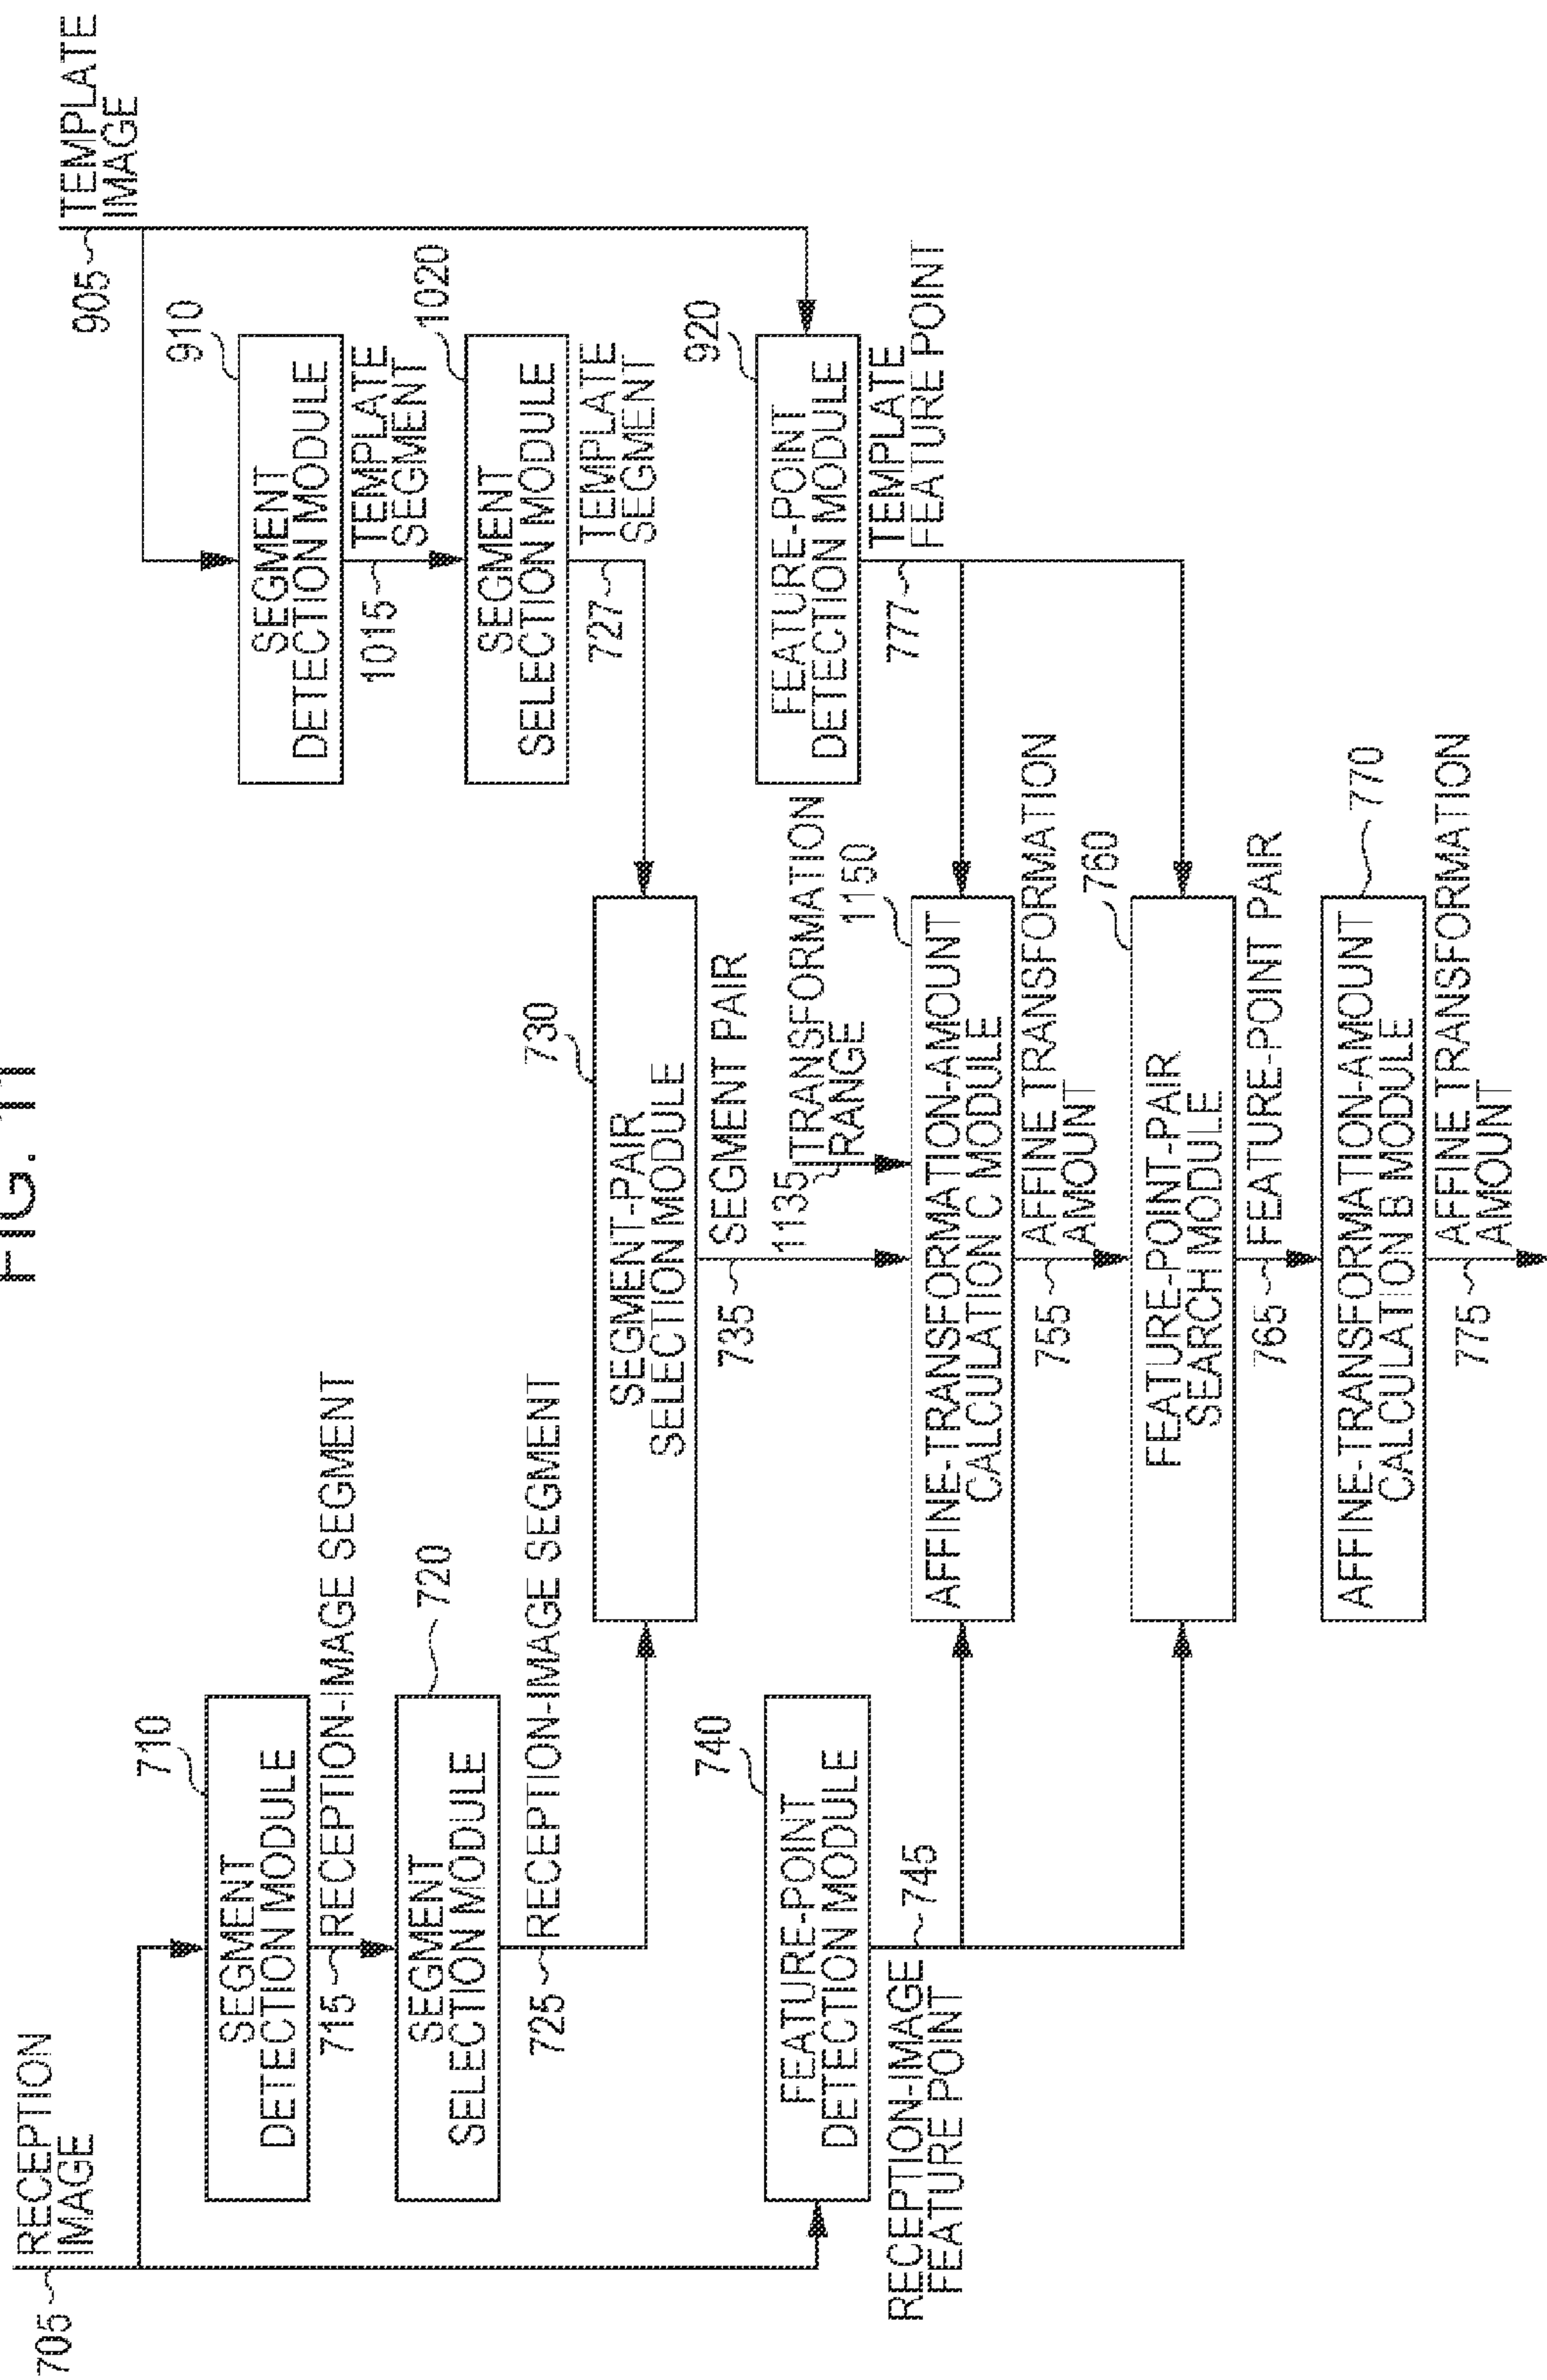 FIG. 11
RECEPTION
IMAGE
705
710
SEGMENT
DETECTION MODULE
715
RECEPTION-IMAGE SEGMENT
720
SEGMENT
SELECTION MODULE
725
RECEPTION-IMAGE SEGMENT
740
FEATURE-POINT
DETECTION MODULE
745
RECEPTION-IMAGE
FEATURE POINT
TEMPLATE
IMAGE
905
910
SEGMENT
DETECTION MODULE
TEMPLATE
SEGMENT
1015
1020
SEGMENT
SELECTION MODULE
TEMPLATE
SEGMENT
727
920
FEATURE-POINT
DETECTION MODULE
TEMPLATE
FEATURE POINT
777
730
SEGMENT-PAIR
SELECTION MODULE
735
SEGMENT PAIR
1135
TRANSFORMATION
RANGE
1150
AFFINE-TRANSFORMATION-AMOUNT
CALCULATION C MODULE
755
AFFINE TRANSFORMATION
AMOUNT
760
FEATURE-POINT-PAIR
SEARCH MODULE
765
FEATURE-POINT PAIR
770
AFFINE-TRANSFORMATION-AMOUNT
CALCULATION B MODULE
775
AFFINE TRANSFORMATION
AMOUNT